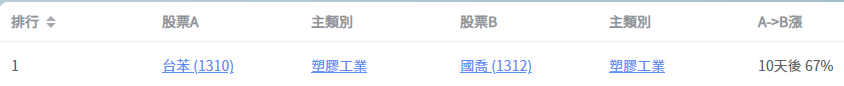 排行 股票A 主類別 股票B 主類別 A->B漲
1 台苯 (1310) 塑膠工業 國喬 (1312) 塑膠工業 10天後 67%